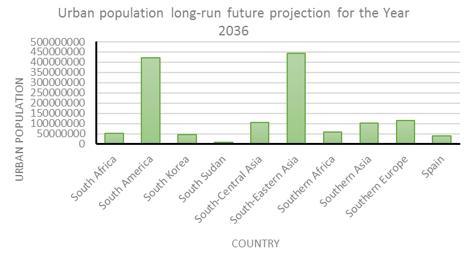 Urban population long-run future projection for the Year
2036
500000000
450000000
400000000
350000000
300000000
250000000
200000000
150000000
100000000
50000000
0
URBAN POPULATION
South Africa
South America
South Korea
South Sudan
South-Central Asia
South-Eastern Asia
Southern Africa
Southern Asia
Southern Europe
Spain
COUNTRY